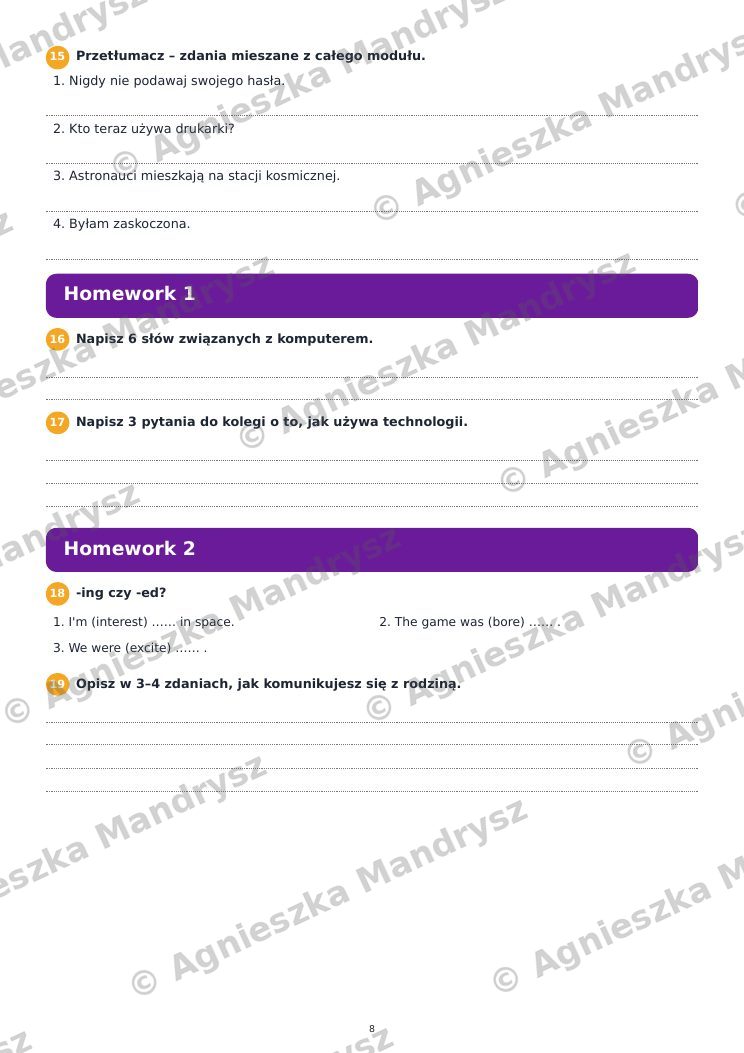 15 Przetłumacz – zdania mieszane z całego modułu.
1. Nigdy nie podawaj swojego hasła.
2. Kto teraz używa drukarki?
3. Astronauci mieszkają na stacji kosmicznej.
4. Byłam zaskoczona.
Homework 1
16 Napisz 6 słów związanych z komputerem.
17 Napisz 3 pytania do kolegi o to, jak używa technologii.
Homework 2
18 -ing czy -ed?
1. I'm (interest) …… in space. 2. The game was (bore) …… .
3. We were (excite) …… .
19 Opisz w 3–4 zdaniach, jak komunikujesz się z rodziną.
© Agnieszka Mandrysz
8